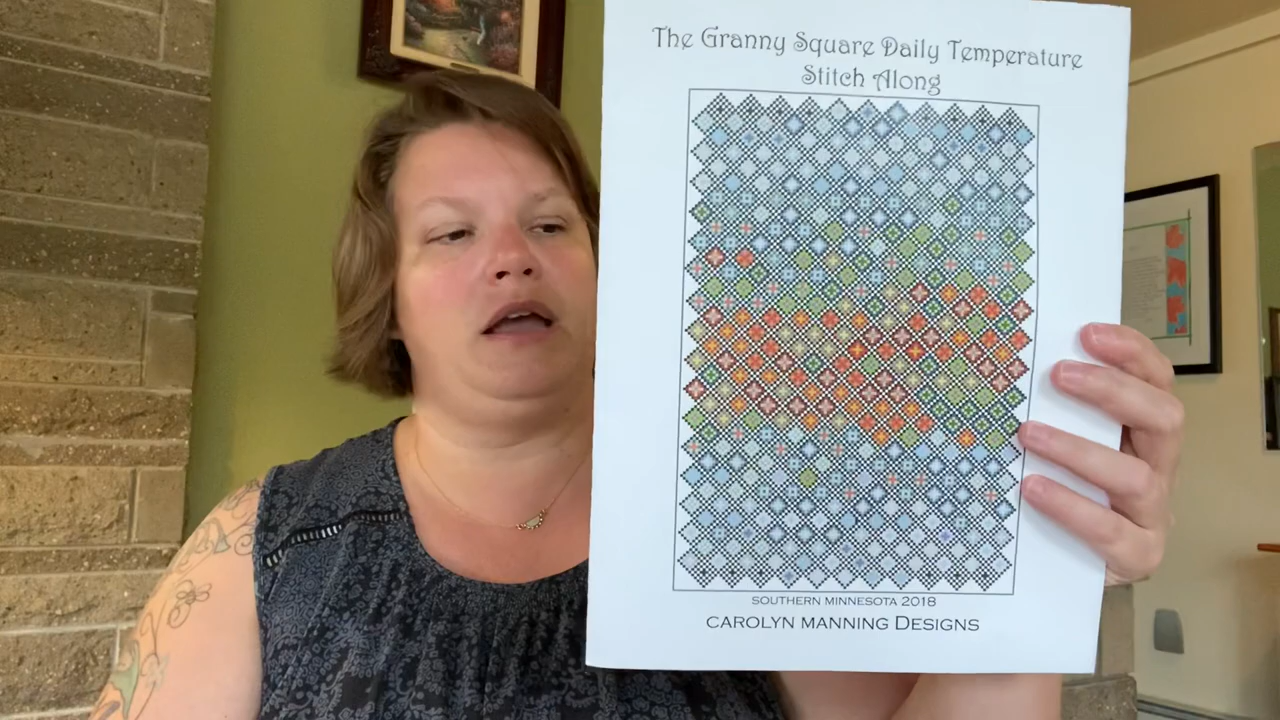 The Granny Square Daily Temperature
Stitch Along
SOUTHERN MINNESOTA 2018
CAROLYN MANNING DESIGNS